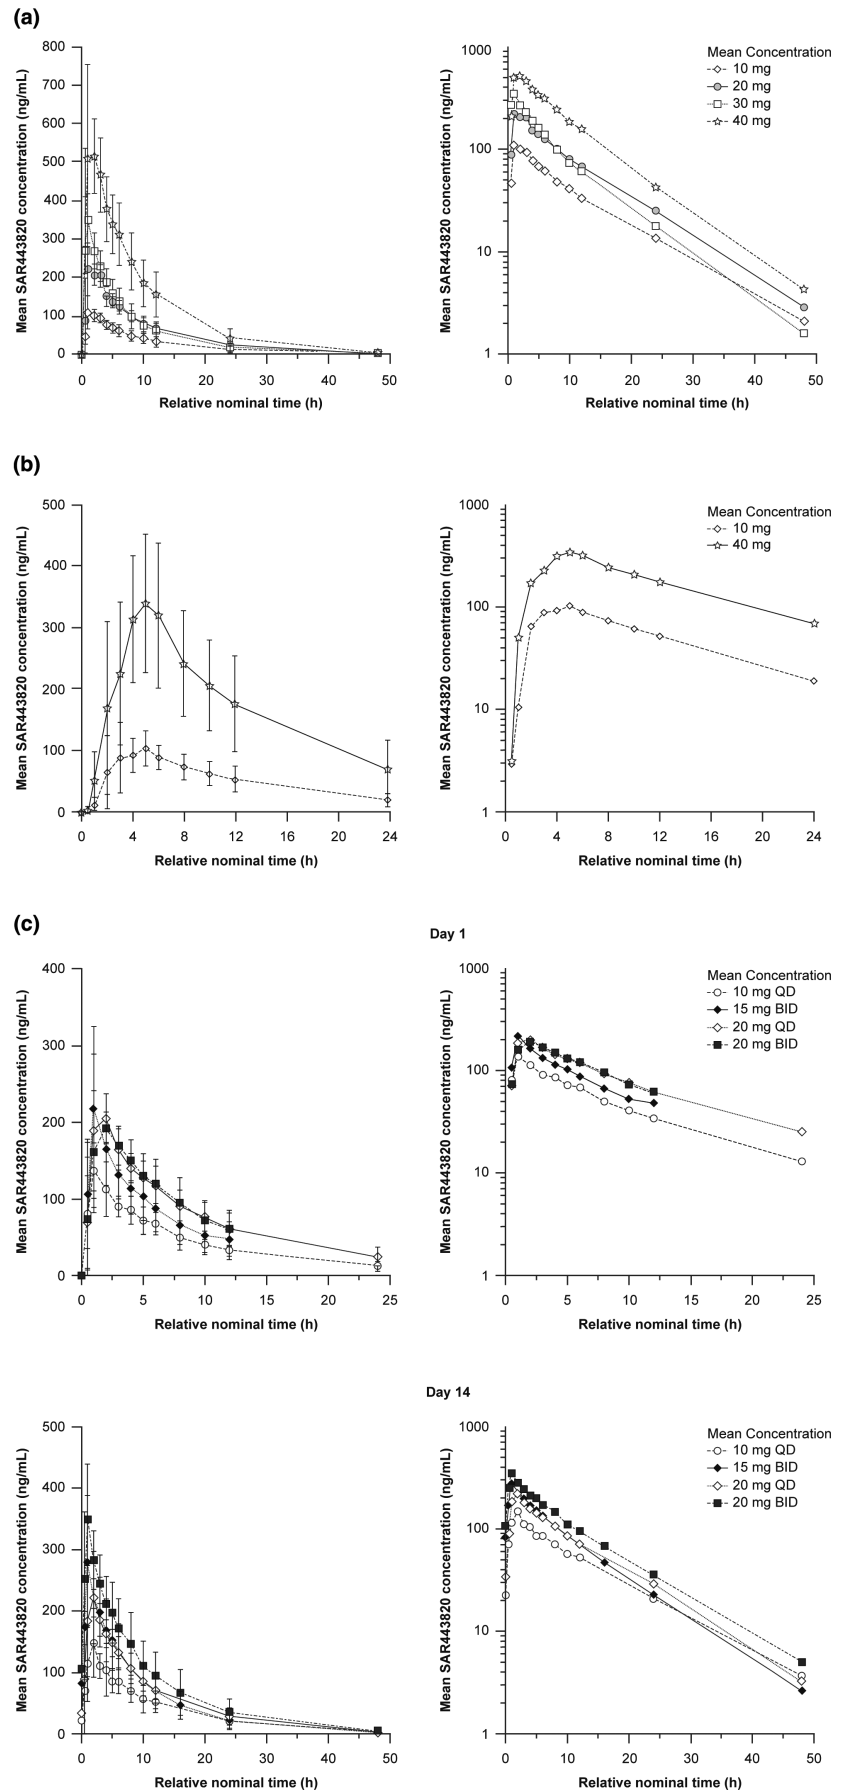 (a)
Mean SAR443820 concentration (ng/mL)
800
700
600
500
400
300
200
100
0
0 10 20 30 40 50
Relative nominal time (h)
Mean SAR443820 concentration (ng/mL)
1000
100
10
1
0 10 20 30 40 50
Relative nominal time (h)
Mean Concentration
10 mg
20 mg
30 mg
40 mg
(b)
Mean SAR443820 concentration (ng/mL)
500
400
300
200
100
0
0 4 8 12 16 20 24
Relative nominal time (h)
Mean SAR443820 concentration (ng/mL)
1000
100
10
1
0 4 8 12 16 20 24
Relative nominal time (h)
Mean Concentration
10 mg
40 mg
(c)
Day 1
Mean SAR443820 concentration (ng/mL)
400
300
200
100
0
0 5 10 15 20 25
Relative nominal time (h)
Mean SAR443820 concentration (ng/mL)
1000
100
10
1
0 5 10 15 20 25
Relative nominal time (h)
Mean Concentration
10 mg QD
15 mg BID
20 mg QD
20 mg BID
Day 14
Mean SAR443820 concentration (ng/mL)
500
400
300
200
100
0
0 10 20 30 40 50
Relative nominal time (h)
Mean SAR443820 concentration (ng/mL)
1000
100
10
1
0 10 20 30 40 50
Relative nominal time (h)
Mean Concentration
10 mg QD
15 mg BID
20 mg QD
20 mg BID